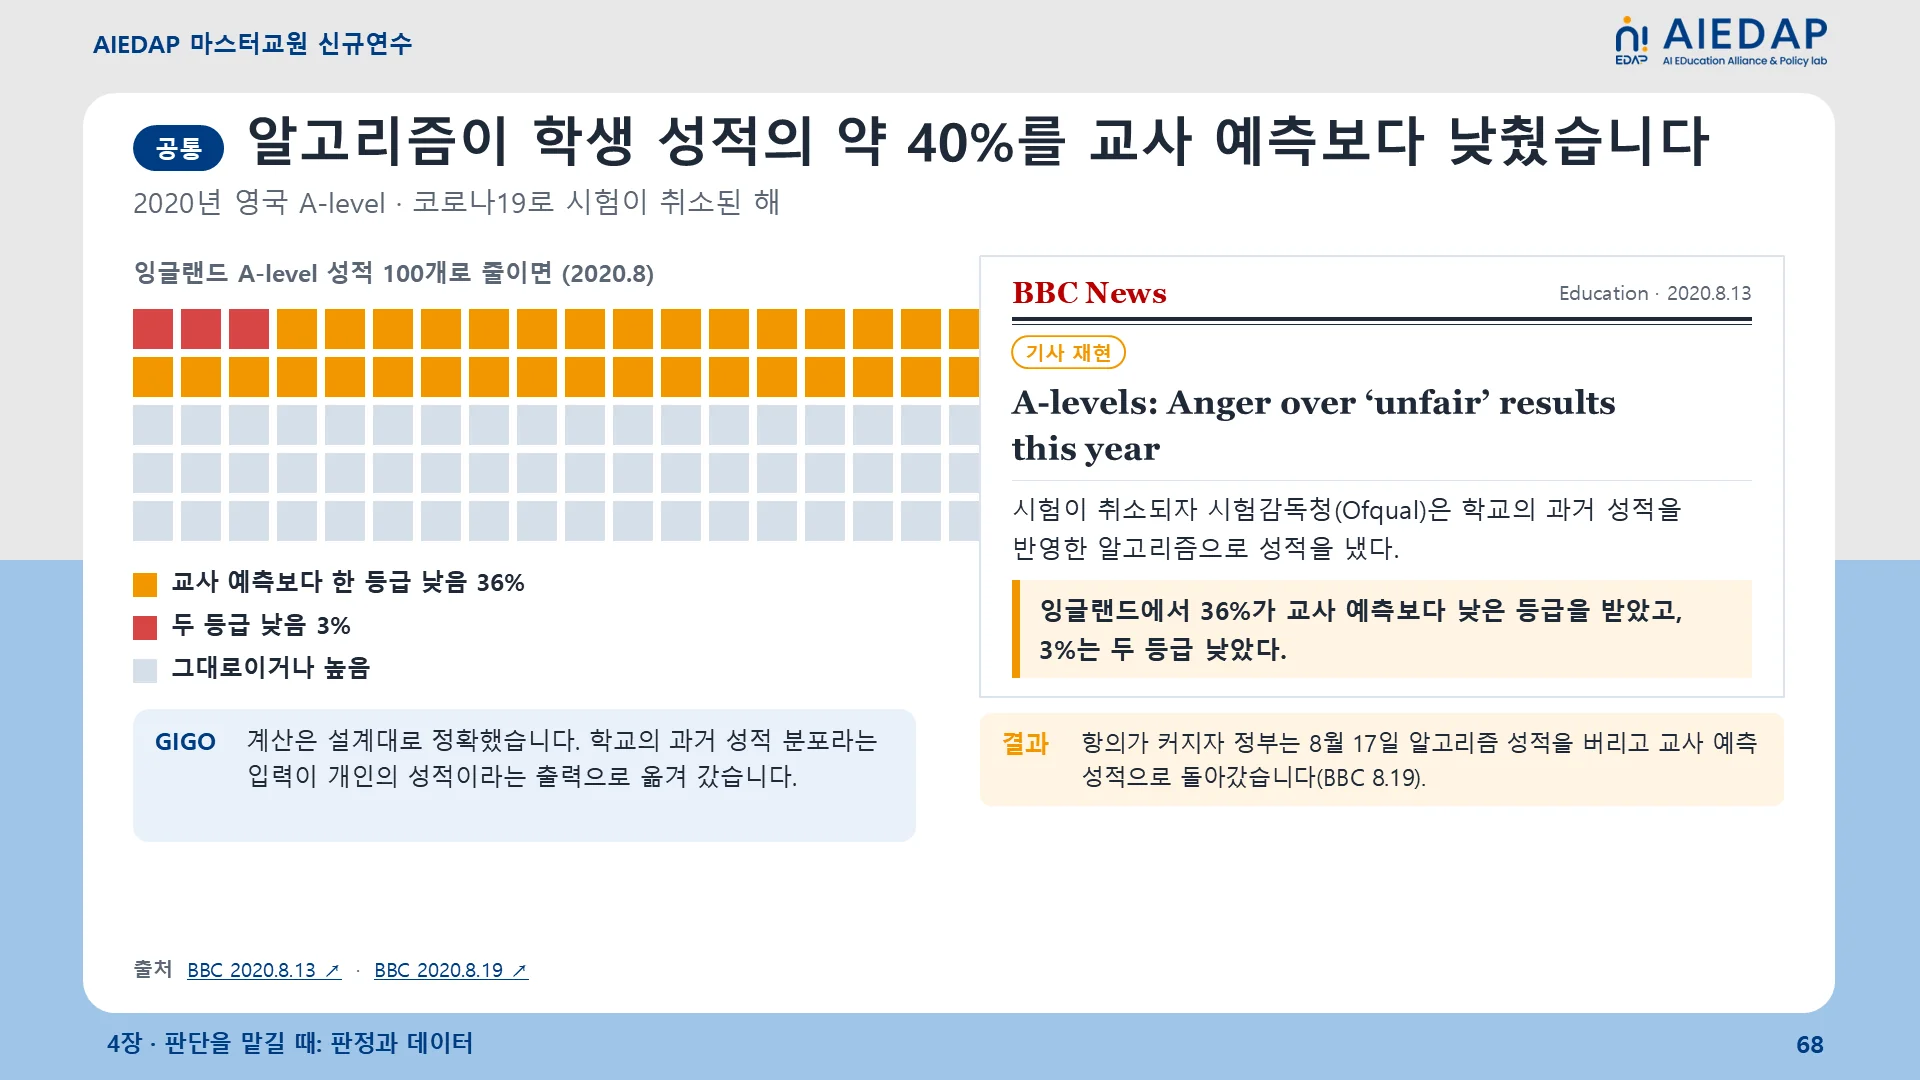 AIEDAP 마스터교원 신규연수
EDAP
AIEDAP
AI EDucation Alliance & Policy lab
공통
알고리즘이 학생 성적의 약 40%를 교사 예측보다 낮췄습니다
2020년 영국 A-level · 코로나19로 시험이 취소된 해
잉글랜드 A-level 성적 100개로 줄이면 (2020.8)
교사 예측보다 한 등급 낮음 36%
두 등급 낮음 3%
그대로이거나 높음
GIGO
계산은 설계대로 정확했습니다. 학교의 과거 성적 분포라는
입력이 개인의 성적이라는 출력으로 옮겨 갔습니다.
BBC News
Education · 2020.8.13
기사 재현
A-levels: Anger over ‘unfair’ results
this year
시험이 취소되자 시험감독청(Ofqual)은 학교의 과거 성적을
반영한 알고리즘으로 성적을 냈다.
잉글랜드에서 36%가 교사 예측보다 낮은 등급을 받았고,
3%는 두 등급 낮았다.
결과
항의가 커지자 정부는 8월 17일 알고리즘 성적을 버리고 교사 예측
성적으로 돌아갔습니다(BBC 8.19).
출처 BBC 2020.8.13 ↗ · BBC 2020.8.19 ↗
4장 · 판단을 맡길 때: 판정과 데이터
68